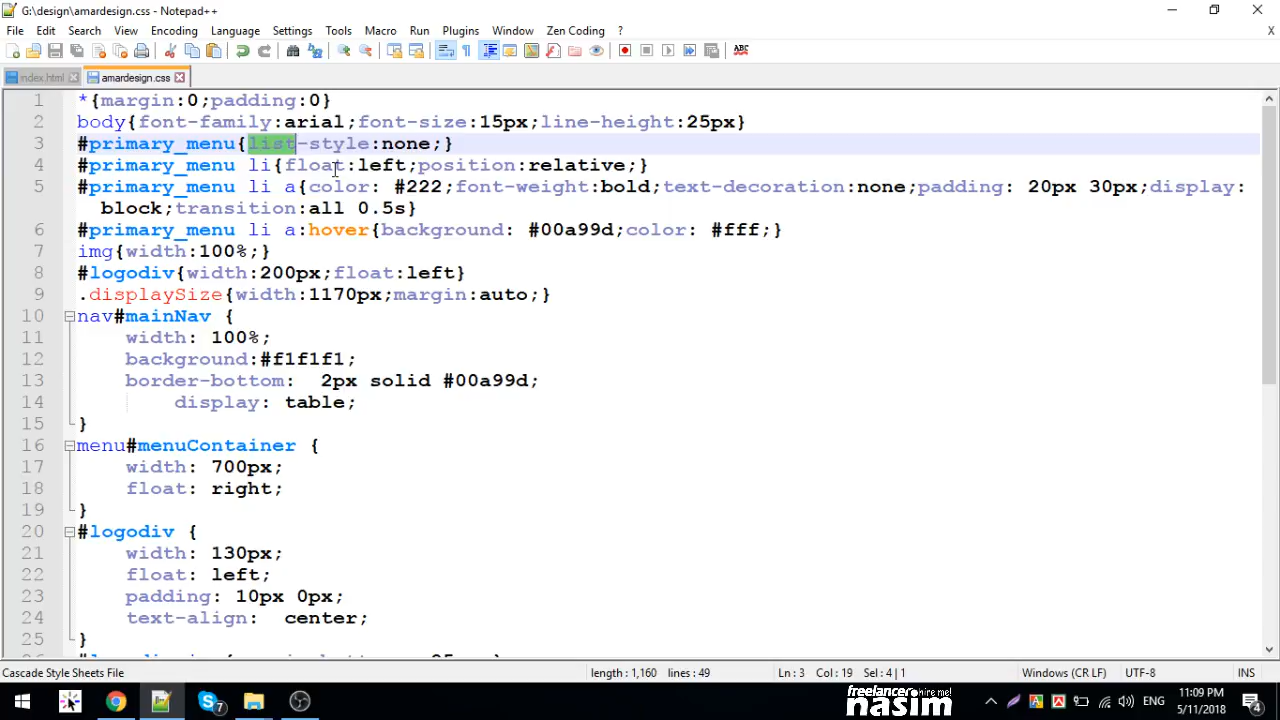 G:\design\amardesign.css - Notepad++
File Edit Search View Encoding Language Settings Tools Macro Run Plugins Window Zen Coding ? X
index.html amardesign.css
1 *{margin:0;padding:0}
2 body{font-family:arial;font-size:15px;line-height:25px}
3 #primary_menu{list-style:none;}
4 #primary_menu li{float:left;position:relative;}
5 #primary_menu li a{color: #222;font-weight:bold;text-decoration:none;padding: 20px 30px;display:
block;transition:all 0.5s}
6 #primary_menu li a:hover{background: #00a99d;color: #fff;}
7 img{width:100%;}
8 #logodiv{width:200px;float:left}
9 .displaySize{width:1170px;margin:auto;}
10 nav#mainNav {
11 width: 100%;
12 background:#f1f1f1;
13 border-bottom:  2px solid #00a99d;
14 display: table;
15 }
16 menu#menuContainer {
17 width: 700px;
18 float: right;
19 }
20 #logodiv {
21 width: 130px;
22 float: left;
23 padding: 10px 0px;
24 text-align:  center;
25 }
Cascade Style Sheets File length : 1,160 lines : 49 Ln : 3 Col : 19 Sel : 4 | 1 Windows (CR LF) UTF-8 INS
7 freelancer(hire me!) nasim ENG 11:09 PM 5/11/2018 4